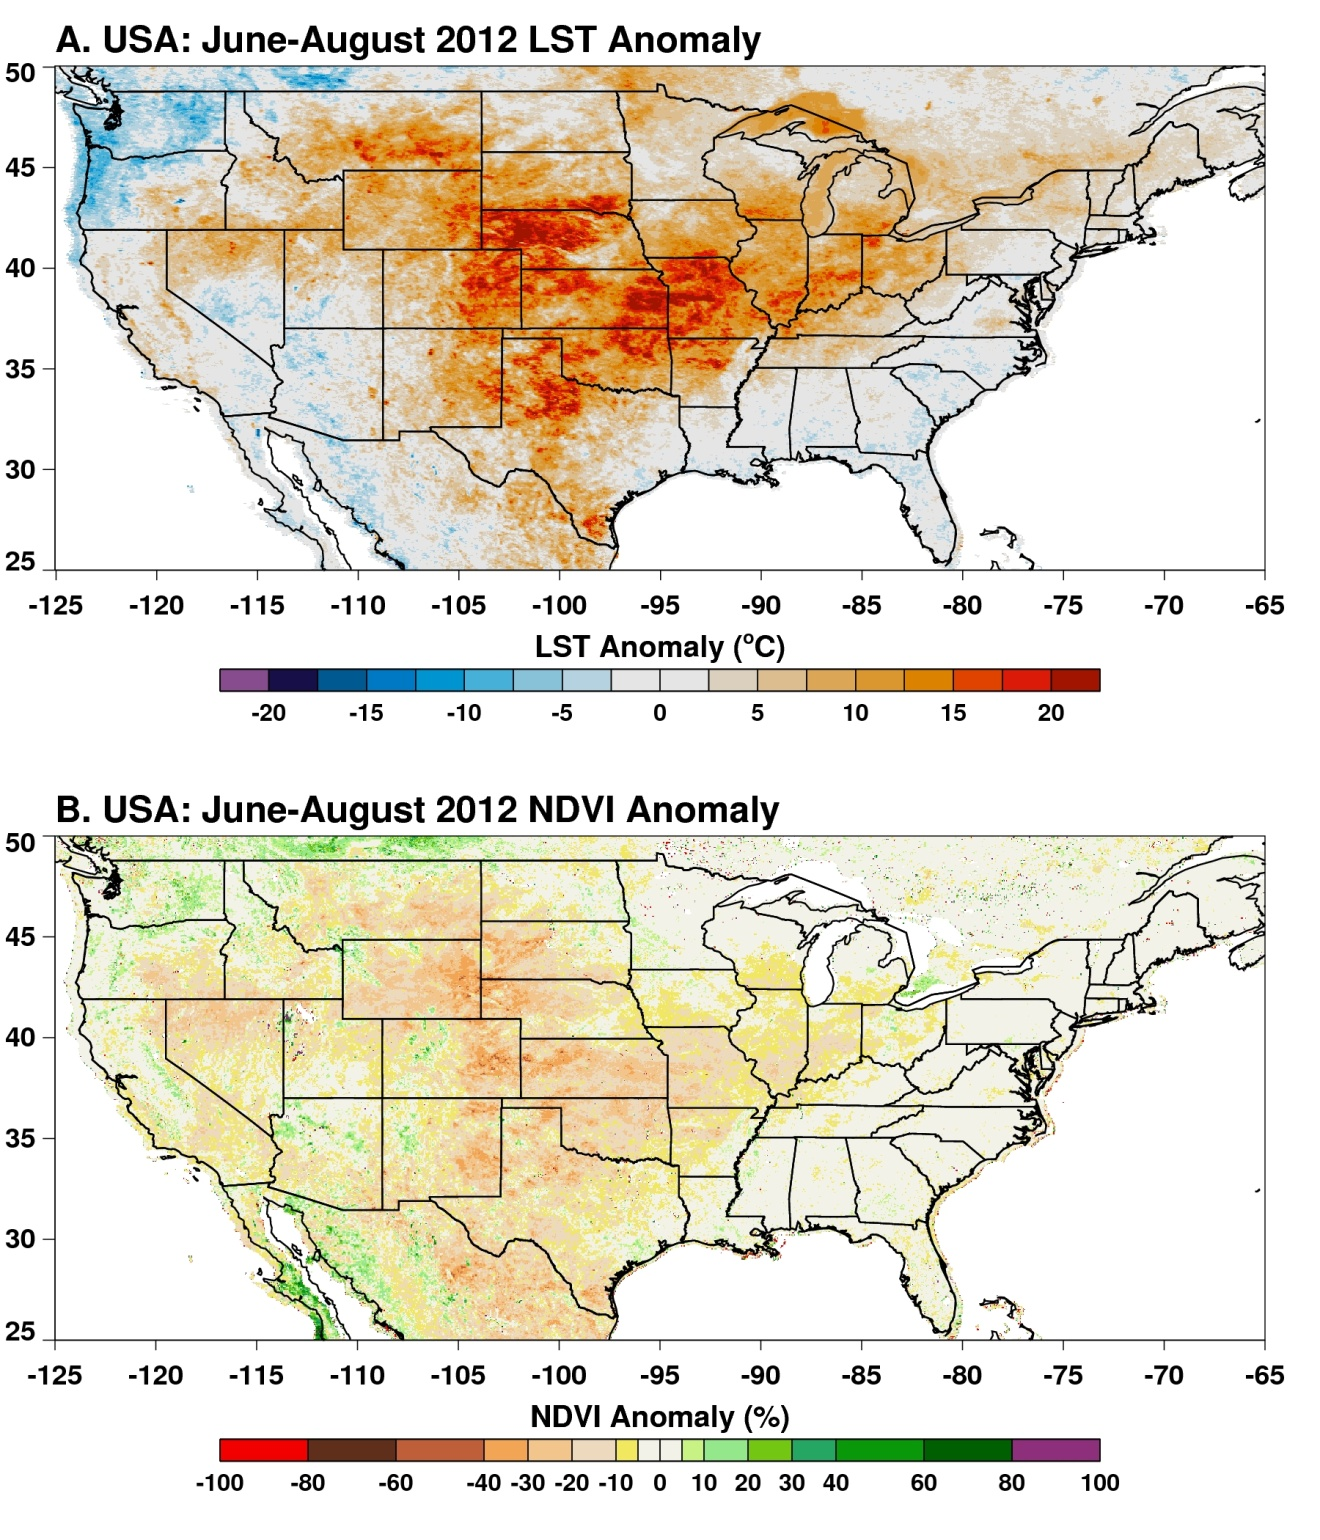 A. USA: June-August 2012 LST Anomaly
50
45
40
35
30
25
-125 -120 -115 -110 -105 -100 -95 -90 -85 -80 -75 -70 -65
LST Anomaly (°C)
-20 -15 -10 -5 0 5 10 15 20
B. USA: June-August 2012 NDVI Anomaly
50
45
40
35
30
25
-125 -120 -115 -110 -105 -100 -95 -90 -85 -80 -75 -70 -65
NDVI Anomaly (%)
-100 -80 -60 -40 -30 -20 -10 0 10 20 30 40 60 80 100